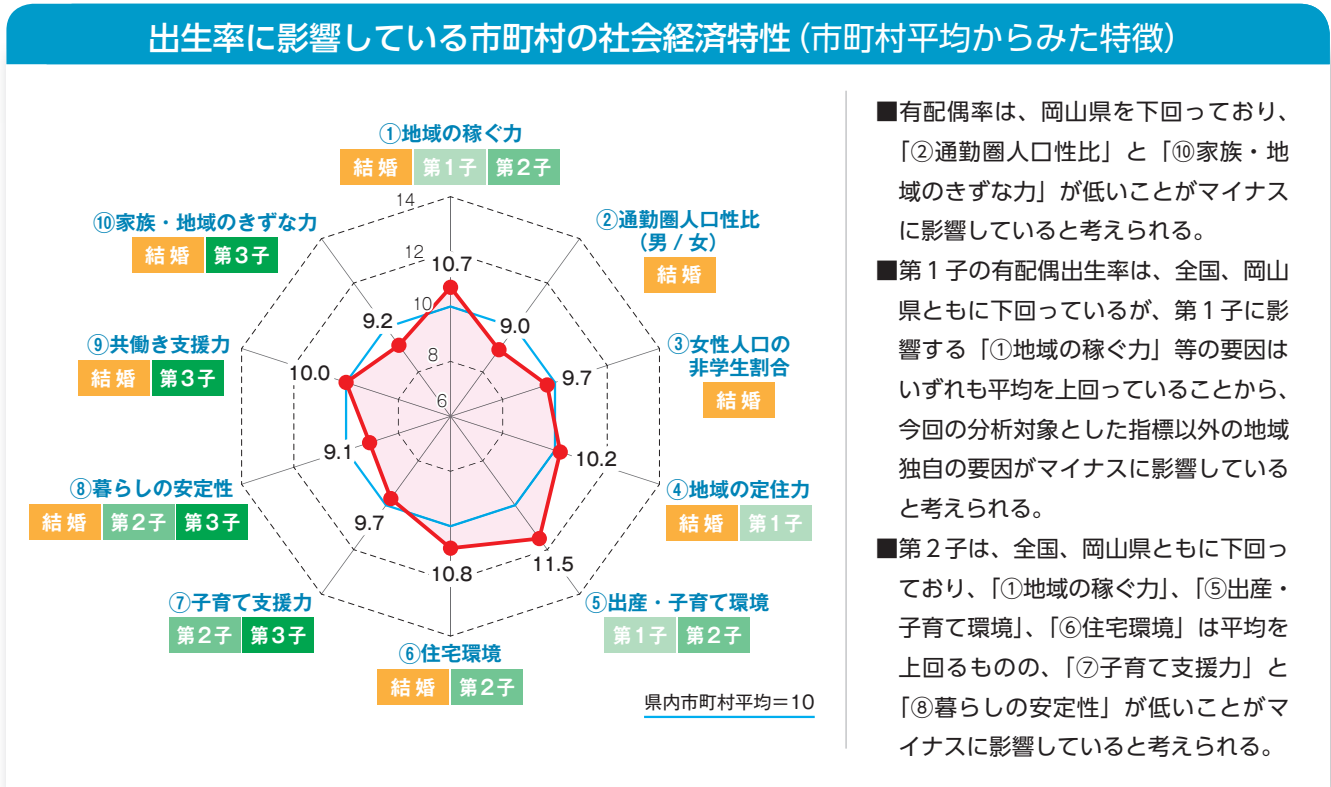 出生率に影響している市町村の社会経済特性（市町村平均からみた特徴）
①地域の稼ぐ力
結婚 第1子 第2子
②通勤圏人口性比
（男 / 女）
結婚
③女性人口の
非学生割合
結婚
④地域の定住力
結婚 第1子
⑤出産・子育て環境
第1子 第2子
⑥住宅環境
結婚 第2子
⑦子育て支援力
第2子 第3子
⑧暮らしの安定性
結婚 第2子 第3子
⑨共働き支援力
結婚 第3子
⑩家族・地域のきずな力
結婚 第3子
14
12
10
8
6
10.7
9.0
9.7
10.2
11.5
10.8
9.7
9.1
10.0
9.2
県内市町村平均＝10
■有配偶率は、岡山県を下回っており、
「②通勤圏人口性比」と「⑩家族・地
域のきずな力」が低いことがマイナス
に影響していると考えられる。
■第１子の有配偶出生率は、全国、岡山
県ともに下回っているが、第１子に影
響する「①地域の稼ぐ力」等の要因は
いずれも平均を上回っていることから、
今回の分析対象とした指標以外の地域
独自の要因がマイナスに影響している
と考えられる。
■第２子は、全国、岡山県ともに下回っ
ており、「①地域の稼ぐ力」、「⑤出産・
子育て環境」、「⑥住宅環境」は平均を
上回るものの、「⑦子育て支援力」と
「⑧暮らしの安定性」が低いことがマ
イナスに影響していると考えられる。